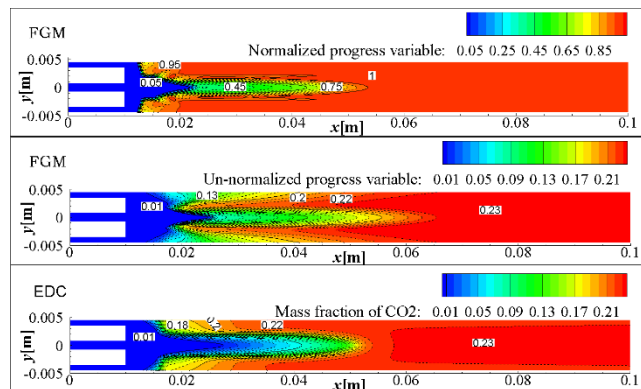 FGM
Normalized progress variable: 0.05 0.25 0.45 0.65 0.85
0.005
0
-0.005
y[m]
0.95
0.05
0.45
0.75
1
0 0.02 0.04 0.06 0.08 0.1
x[m]
FGM
Un-normalized progress variable: 0.01 0.05 0.09 0.13 0.17 0.21
0.005
0
-0.005
y[m]
0.01
0.13
0.2
0.22
0.23
0 0.02 0.04 0.06 0.08 0.1
x[m]
EDC
Mass fraction of CO2: 0.01 0.05 0.09 0.13 0.17 0.21
0.005
0
-0.005
y[m]
0.01
0.18
0.22
0.23
0 0.02 0.04 0.06 0.08 0.1
x[m]